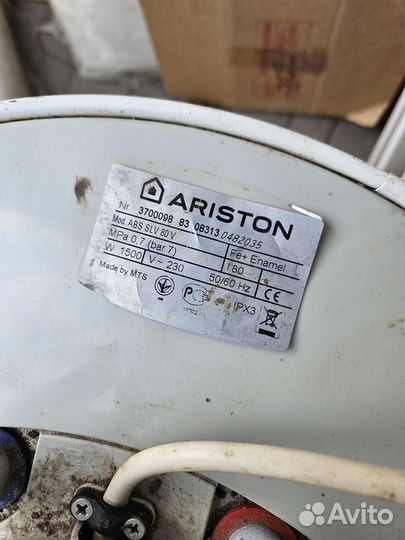 ARISTON
Nr 3700098 83 08313 0482035
Mod. ABS SLV 80 V
MPa 0,7 (bar 7) Fe+ Enamel
W 1500 V~ 230 50/60 Hz l 80
Made by MTS
IPX3
CE
Avito